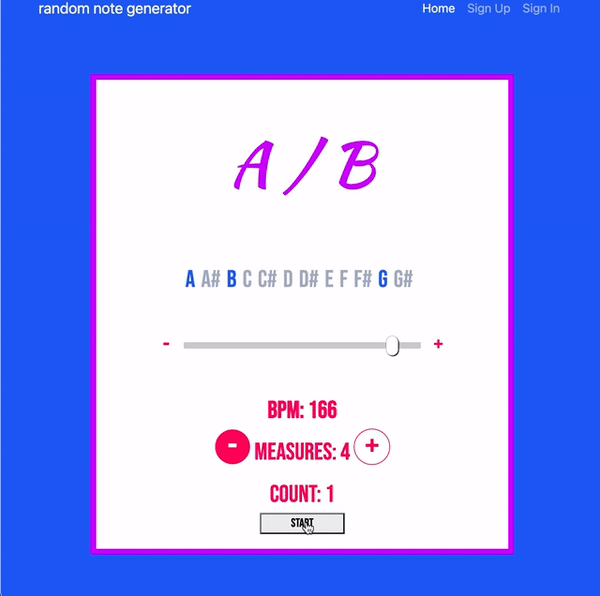 random note generator Home Sign Up Sign In
A / B
A A# B C C# D D# E F F# G G#
- +
BPM: 166
- MEASURES: 4 +
COUNT: 1
START